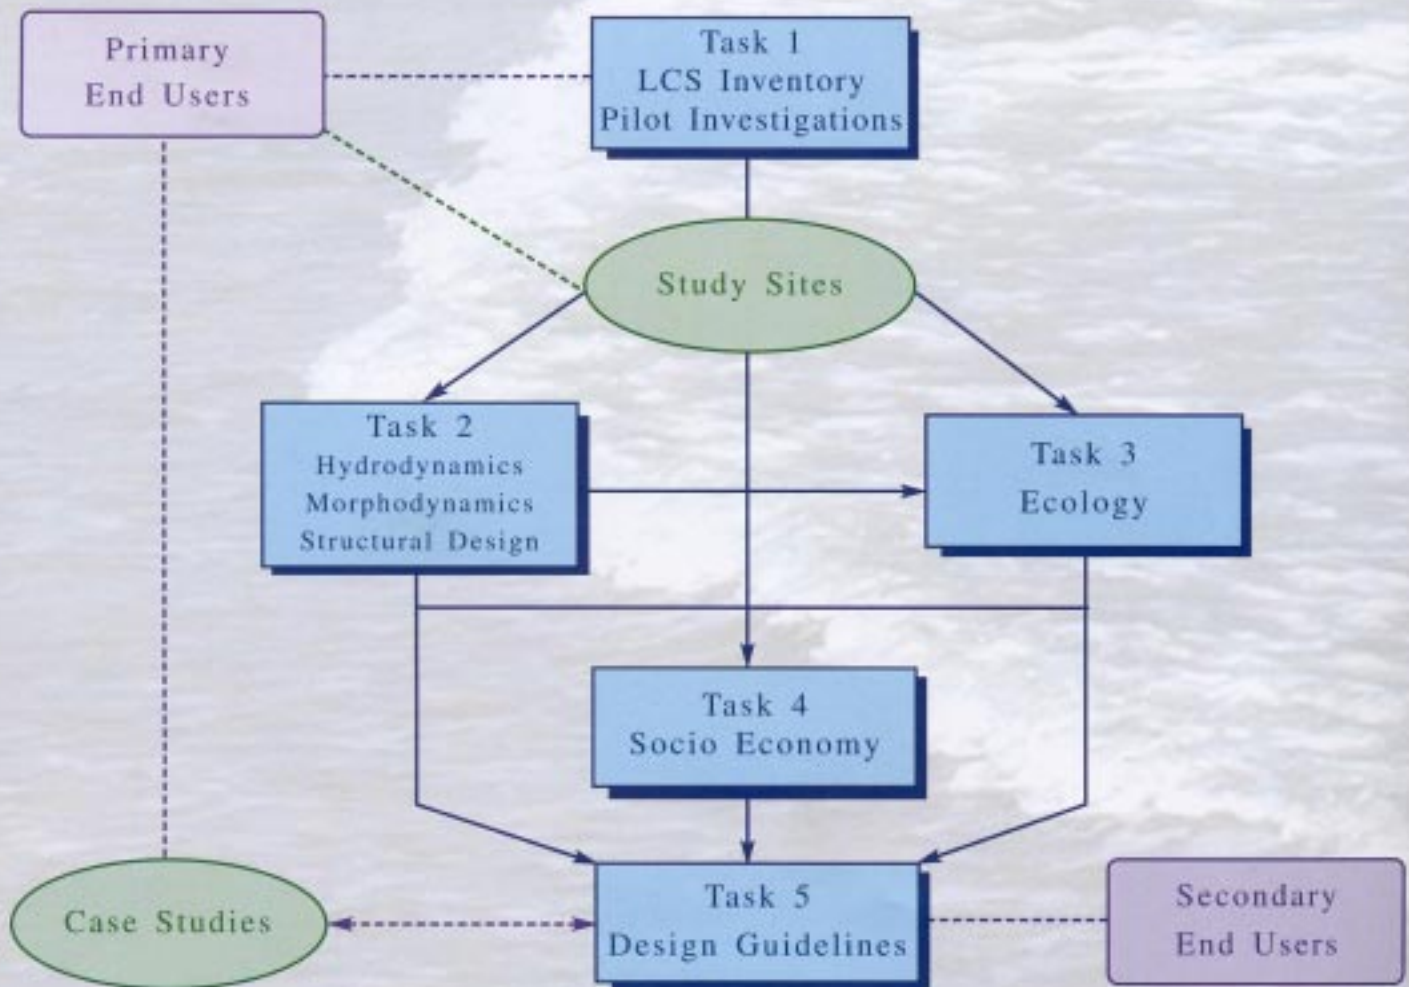 Primary
End Users
Task 1
LCS Inventory
Pilot Investigations
Study Sites
Task 2
Hydrodynamics
Morphodynamics
Structural Design
Task 3
Ecology
Task 4
Socio Economy
Case Studies
Task 5
Design Guidelines
Secondary
End Users